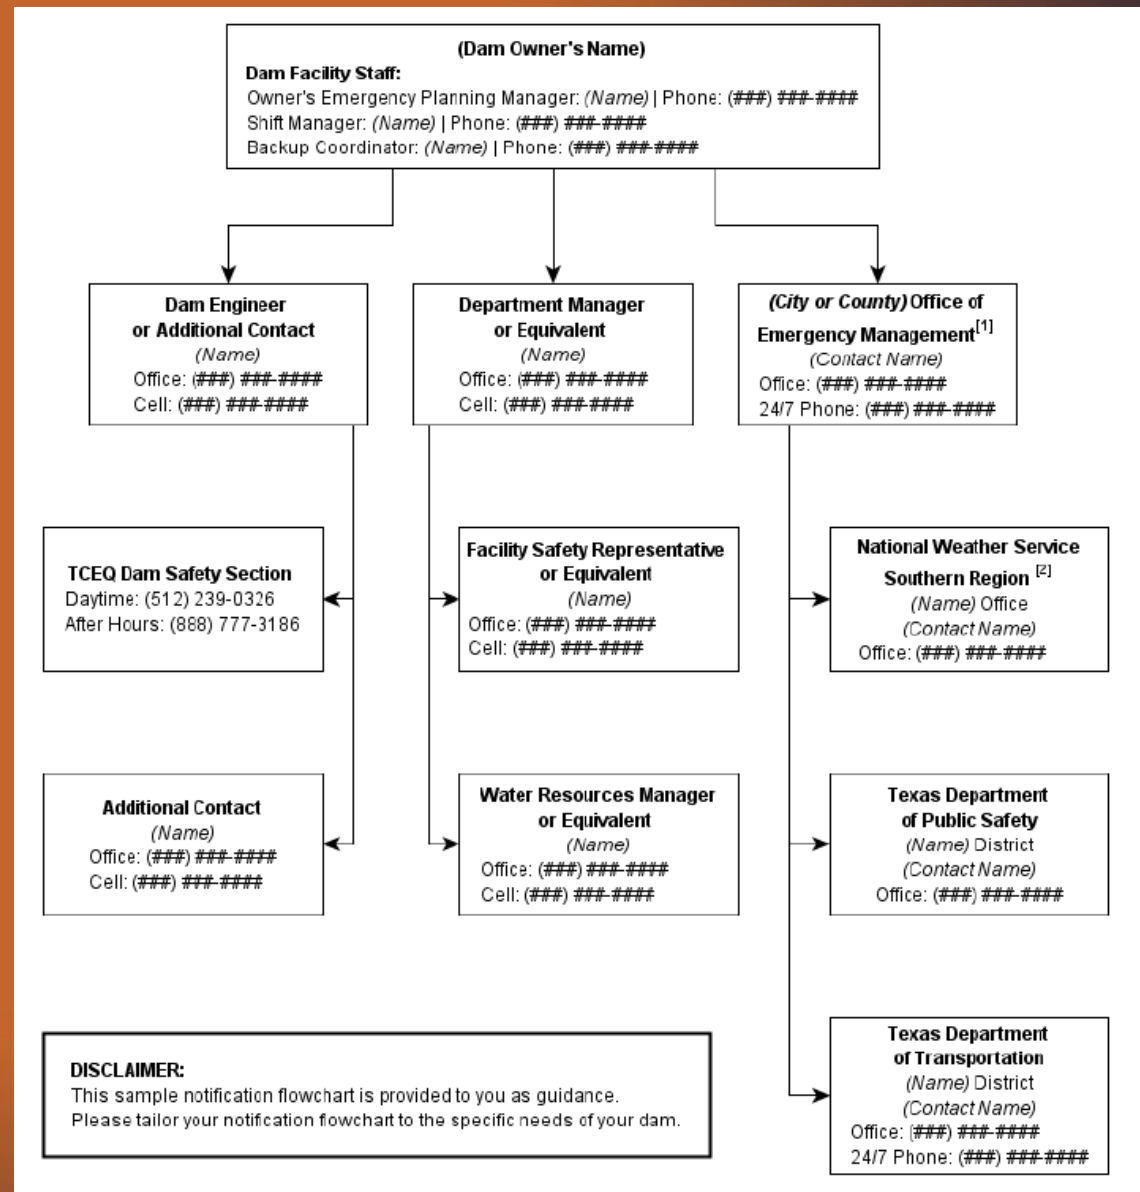 (Dam Owner's Name)
Dam Facility Staff:
Owner's Emergency Planning Manager: (Name) | Phone: (###) ###-####
Shift Manager: (Name) | Phone: (###) ###-####
Backup Coordinator: (Name) | Phone: (###) ###-####
Dam Engineer
or Additional Contact
(Name)
Office: (###) ###-####
Cell: (###) ###-####
Department Manager
or Equivalent
(Name)
Office: (###) ###-####
Cell: (###) ###-####
(City or County) Office of
Emergency Management[1]
(Contact Name)
Office: (###) ###-####
24/7 Phone: (###) ###-####
TCEQ Dam Safety Section
Daytime: (512) 239-0326
After Hours: (888) 777-3186
Facility Safety Representative
or Equivalent
(Name)
Office: (###) ###-####
Cell: (###) ###-####
National Weather Service
Southern Region [2]
(Name) Office
(Contact Name)
Office: (###) ###-####
Additional Contact
(Name)
Office: (###) ###-####
Cell: (###) ###-####
Water Resources Manager
or Equivalent
(Name)
Office: (###) ###-####
Cell: (###) ###-####
Texas Department
of Public Safety
(Name) District
(Contact Name)
Office: (###) ###-####
Texas Department
of Transportation
(Name) District
(Contact Name)
Office: (###) ###-####
24/7 Phone: (###) ###-####
DISCLAIMER:
This sample notification flowchart is provided to you as guidance.
Please tailor your notification flowchart to the specific needs of your dam.